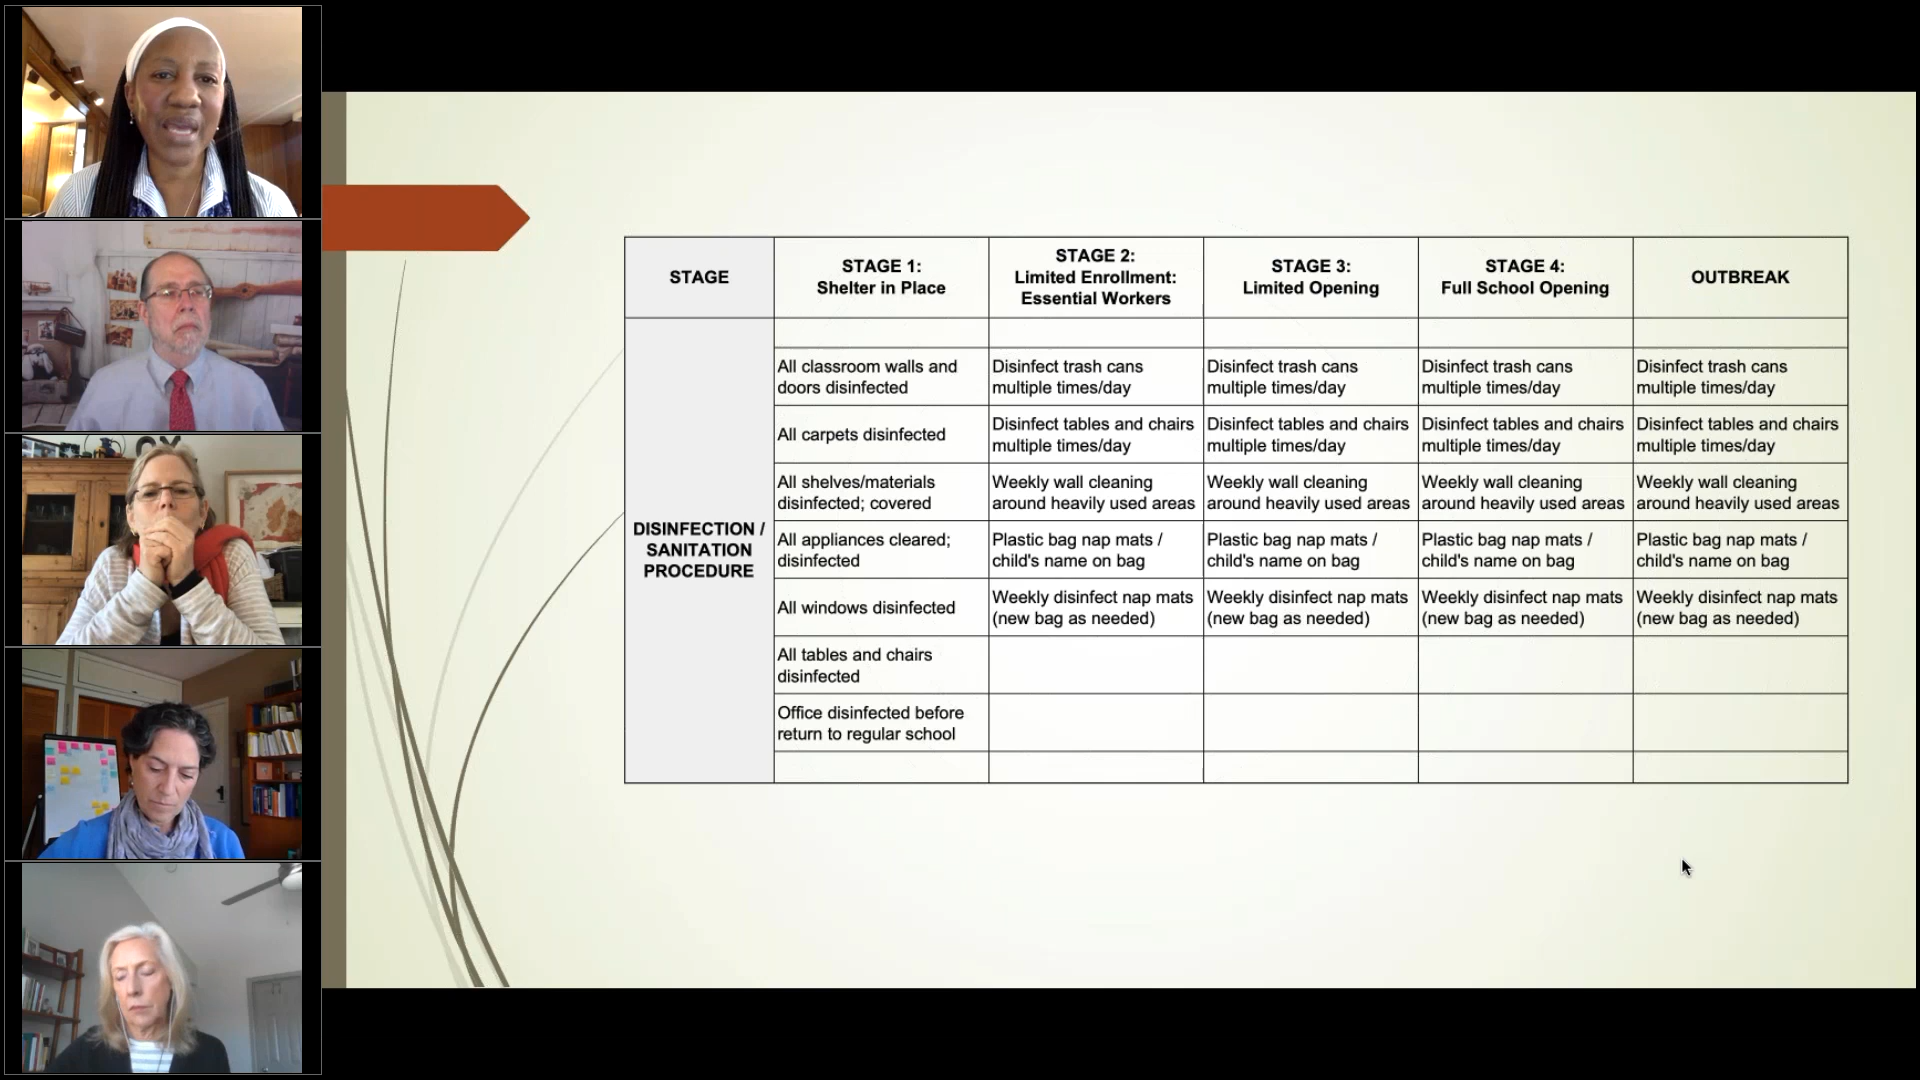 STAGE
STAGE 1:
Shelter in Place
STAGE 2:
Limited Enrollment:
Essential Workers
STAGE 3:
Limited Opening
STAGE 4:
Full School Opening
OUTBREAK
DISINFECTION /
SANITATION
PROCEDURE
All classroom walls and
doors disinfected
Disinfect trash cans
multiple times/day
Disinfect trash cans
multiple times/day
Disinfect trash cans
multiple times/day
Disinfect trash cans
multiple times/day
All carpets disinfected
Disinfect tables and chairs
multiple times/day
Disinfect tables and chairs
multiple times/day
Disinfect tables and chairs
multiple times/day
Disinfect tables and chairs
multiple times/day
All shelves/materials
disinfected; covered
Weekly wall cleaning
around heavily used areas
Weekly wall cleaning
around heavily used areas
Weekly wall cleaning
around heavily used areas
Weekly wall cleaning
around heavily used areas
All appliances cleared;
disinfected
Plastic bag nap mats /
child's name on bag
Plastic bag nap mats /
child's name on bag
Plastic bag nap mats /
child's name on bag
Plastic bag nap mats /
child's name on bag
All windows disinfected
Weekly disinfect nap mats
(new bag as needed)
Weekly disinfect nap mats
(new bag as needed)
Weekly disinfect nap mats
(new bag as needed)
Weekly disinfect nap mats
(new bag as needed)
All tables and chairs
disinfected
Office disinfected before
return to regular school